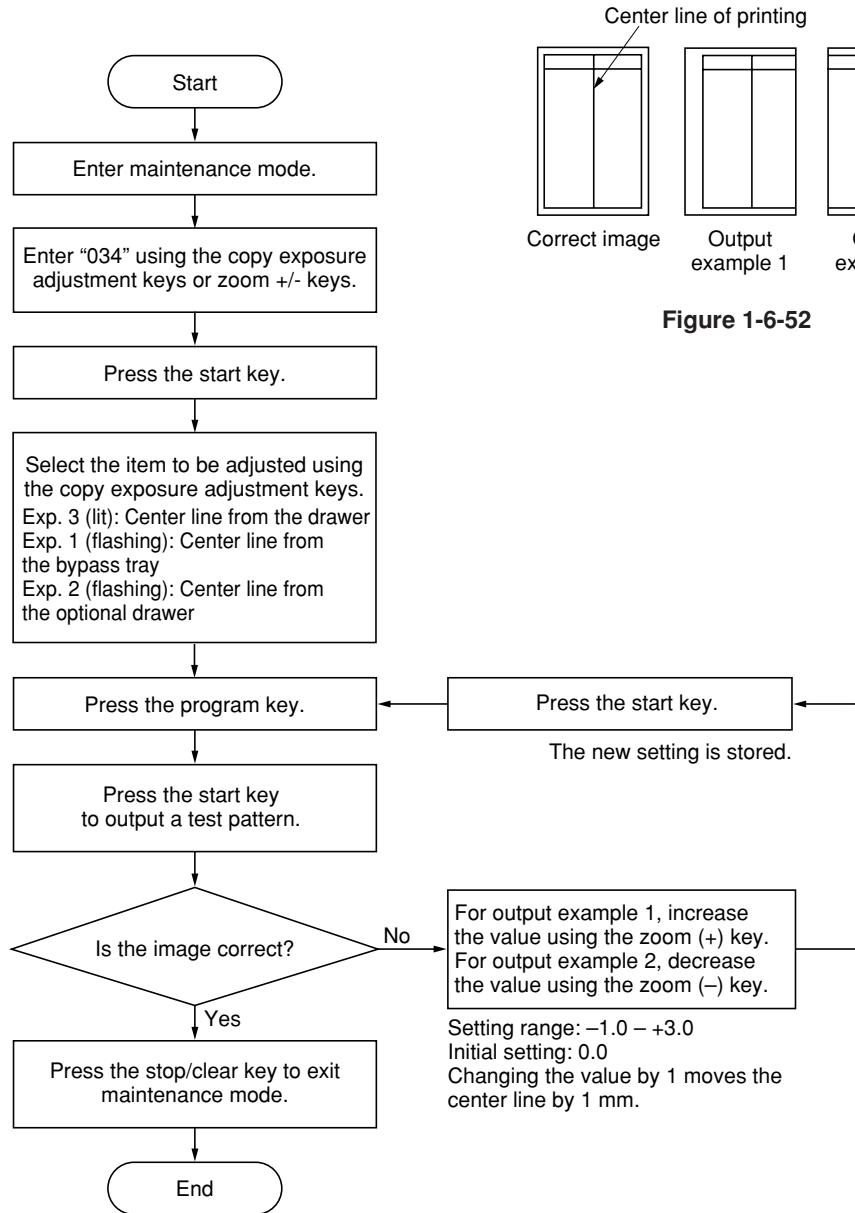 Center line of printing
Correct image
Output
example 1
Figure 1-6-52
Start
Enter maintenance mode.
Enter “034” using the copy exposure
adjustment keys or zoom +/- keys.
Press the start key.
Select the item to be adjusted using
the copy exposure adjustment keys.
Exp. 3 (lit): Center line from the drawer
Exp. 1 (flashing): Center line from
the bypass tray
Exp. 2 (flashing): Center line from
the optional drawer
Press the program key.
Press the start key.
The new setting is stored.
Press the start key
to output a test pattern.
Is the image correct?
No
For output example 1, increase
the value using the zoom (+) key.
For output example 2, decrease
the value using the zoom (–) key.
Setting range: –1.0 – +3.0
Initial setting: 0.0
Changing the value by 1 moves the
center line by 1 mm.
Yes
Press the stop/clear key to exit
maintenance mode.
End